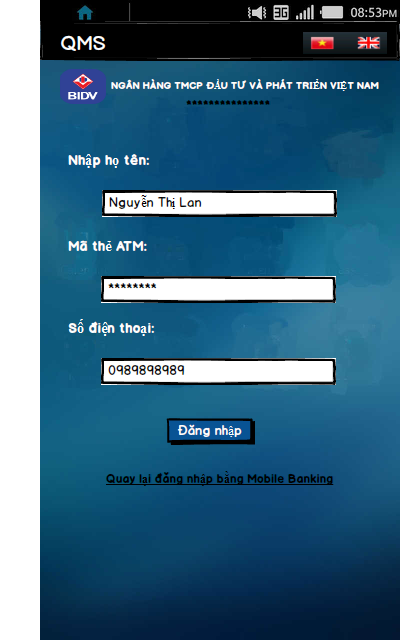 3G 08:53PM
QMS
BIDV
NGÂN HÀNG TMCP ĐẦU TƯ VÀ PHÁT TRIỂN VIỆT NAM
***************
Nhập họ tên:
Nguyễn Thị Lan
Mã thẻ ATM:
********
Số điện thoại:
0989898989
Đăng nhập
Quay lại đăng nhập bằng Mobile Banking